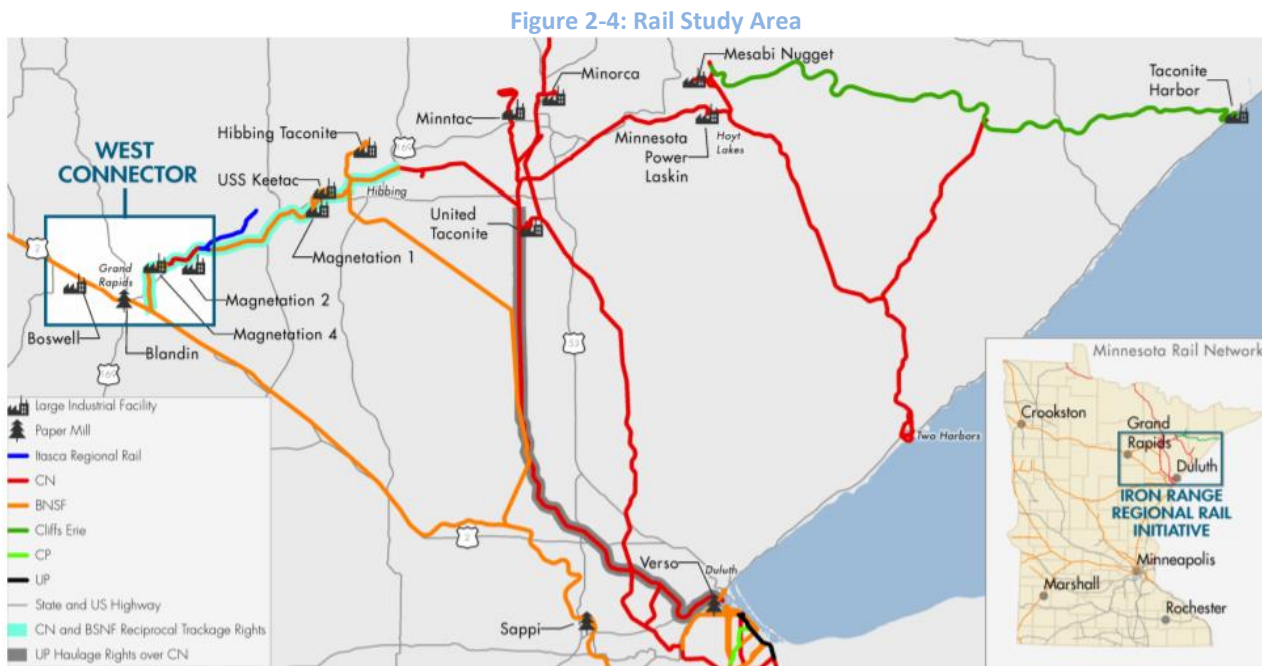 Figure 2-4: Rail Study Area
Mesabi Nugget
Minorca
Taconite
Harbor
Minntac
Hibbing Taconite
169
Minnesota
Power
Laskin
Hoyt
Lakes
WEST
CONNECTOR
USS Keetac
Hibbing
United
Taconite
2
Grand
Rapids
Magnetation 1
Magnetation 2
Boswell
Magnetation 4
Blandin
169
53
Two Harbors
2
Verso
Duluth
Sappi
Large Industrial Facility
Paper Mill
Itasca Regional Rail
CN
BNSF
Cliffs Erie
CP
UP
State and US Highway
CN and BSNF Reciprocal Trackage Rights
UP Haulage Rights over CN
Minnesota Rail Network
Crookston
Grand
Rapids
Duluth
IRON RANGE
REGIONAL RAIL
INITIATIVE
Minneapolis
Marshall
Rochester